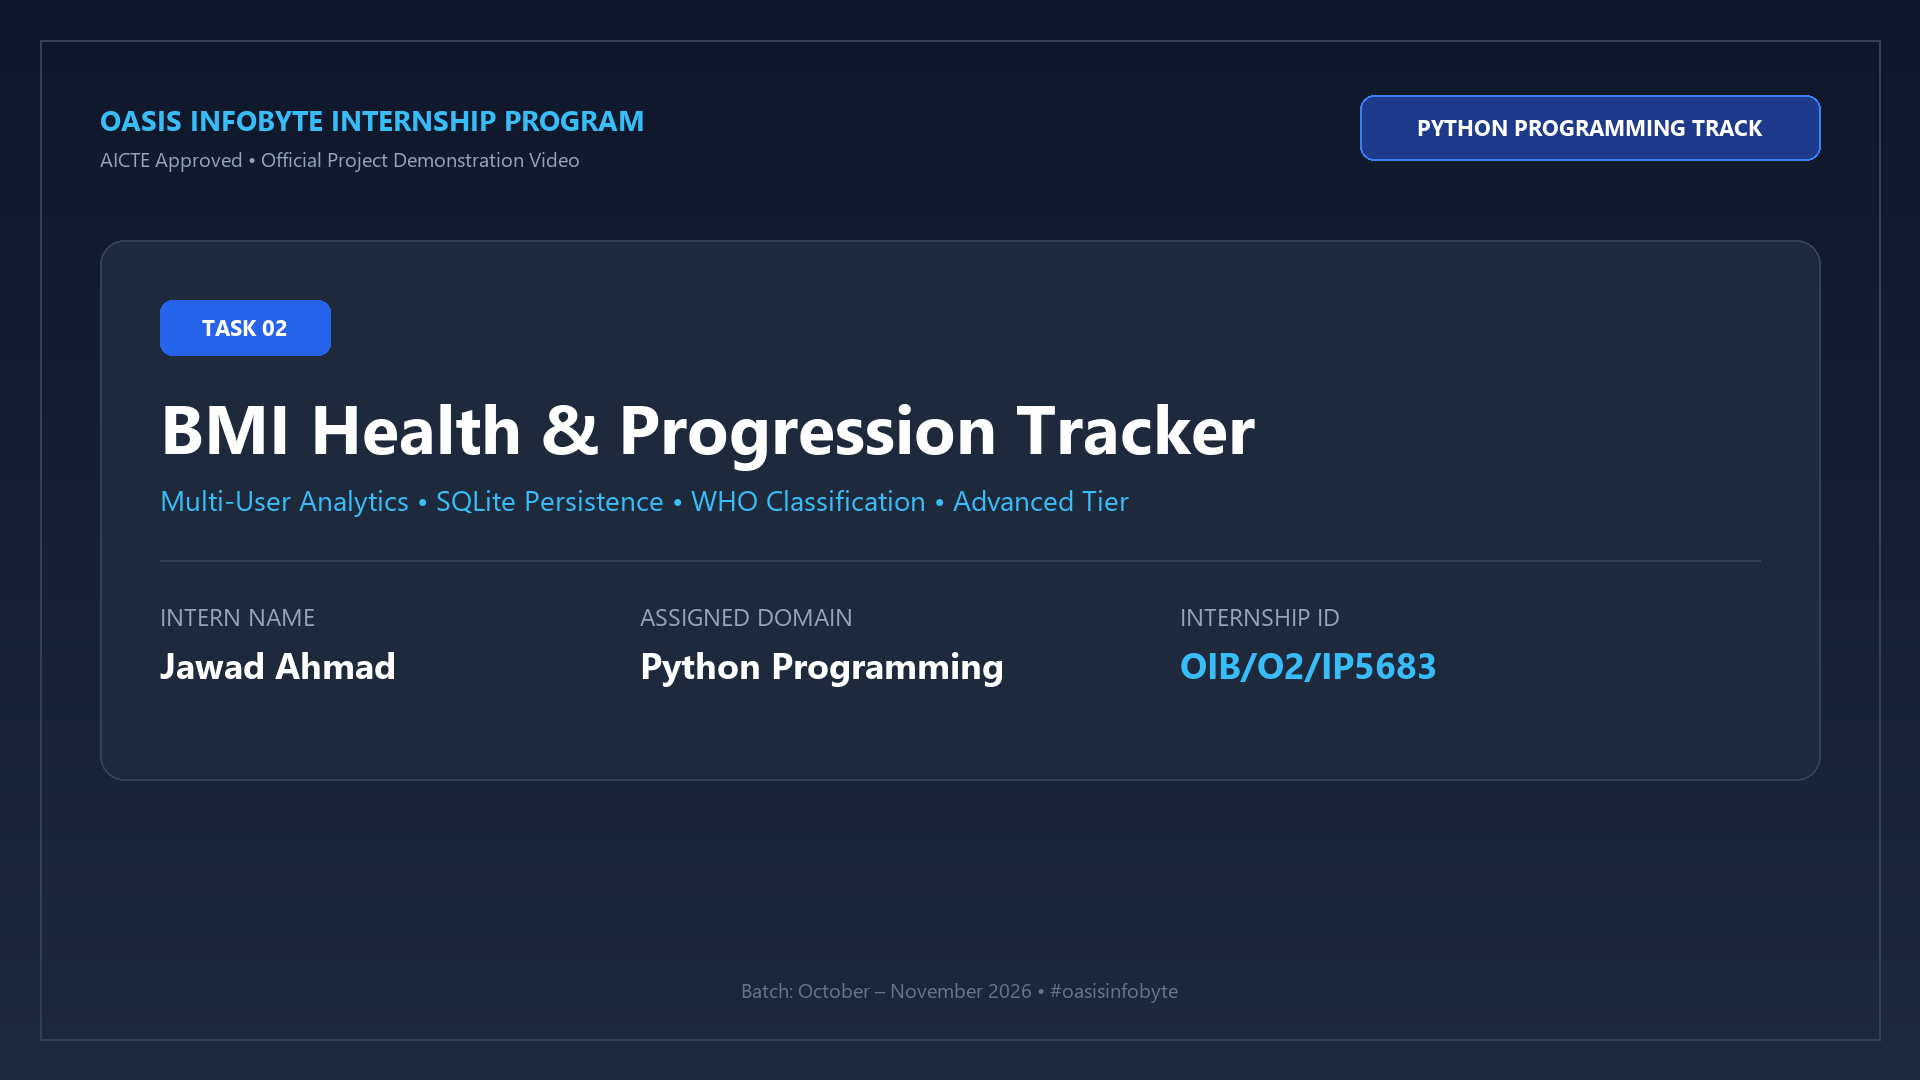 OASIS INFOBYTE INTERNSHIP PROGRAM
AICTE Approved • Official Project Demonstration Video
PYTHON PROGRAMMING TRACK
TASK 02
BMI Health & Progression Tracker
Multi-User Analytics • SQLite Persistence • WHO Classification • Advanced Tier
INTERN NAME
Jawad Ahmad
ASSIGNED DOMAIN
Python Programming
INTERNSHIP ID
OIB/O2/IP5683
Batch: October – November 2026 • #oasisinfobyte